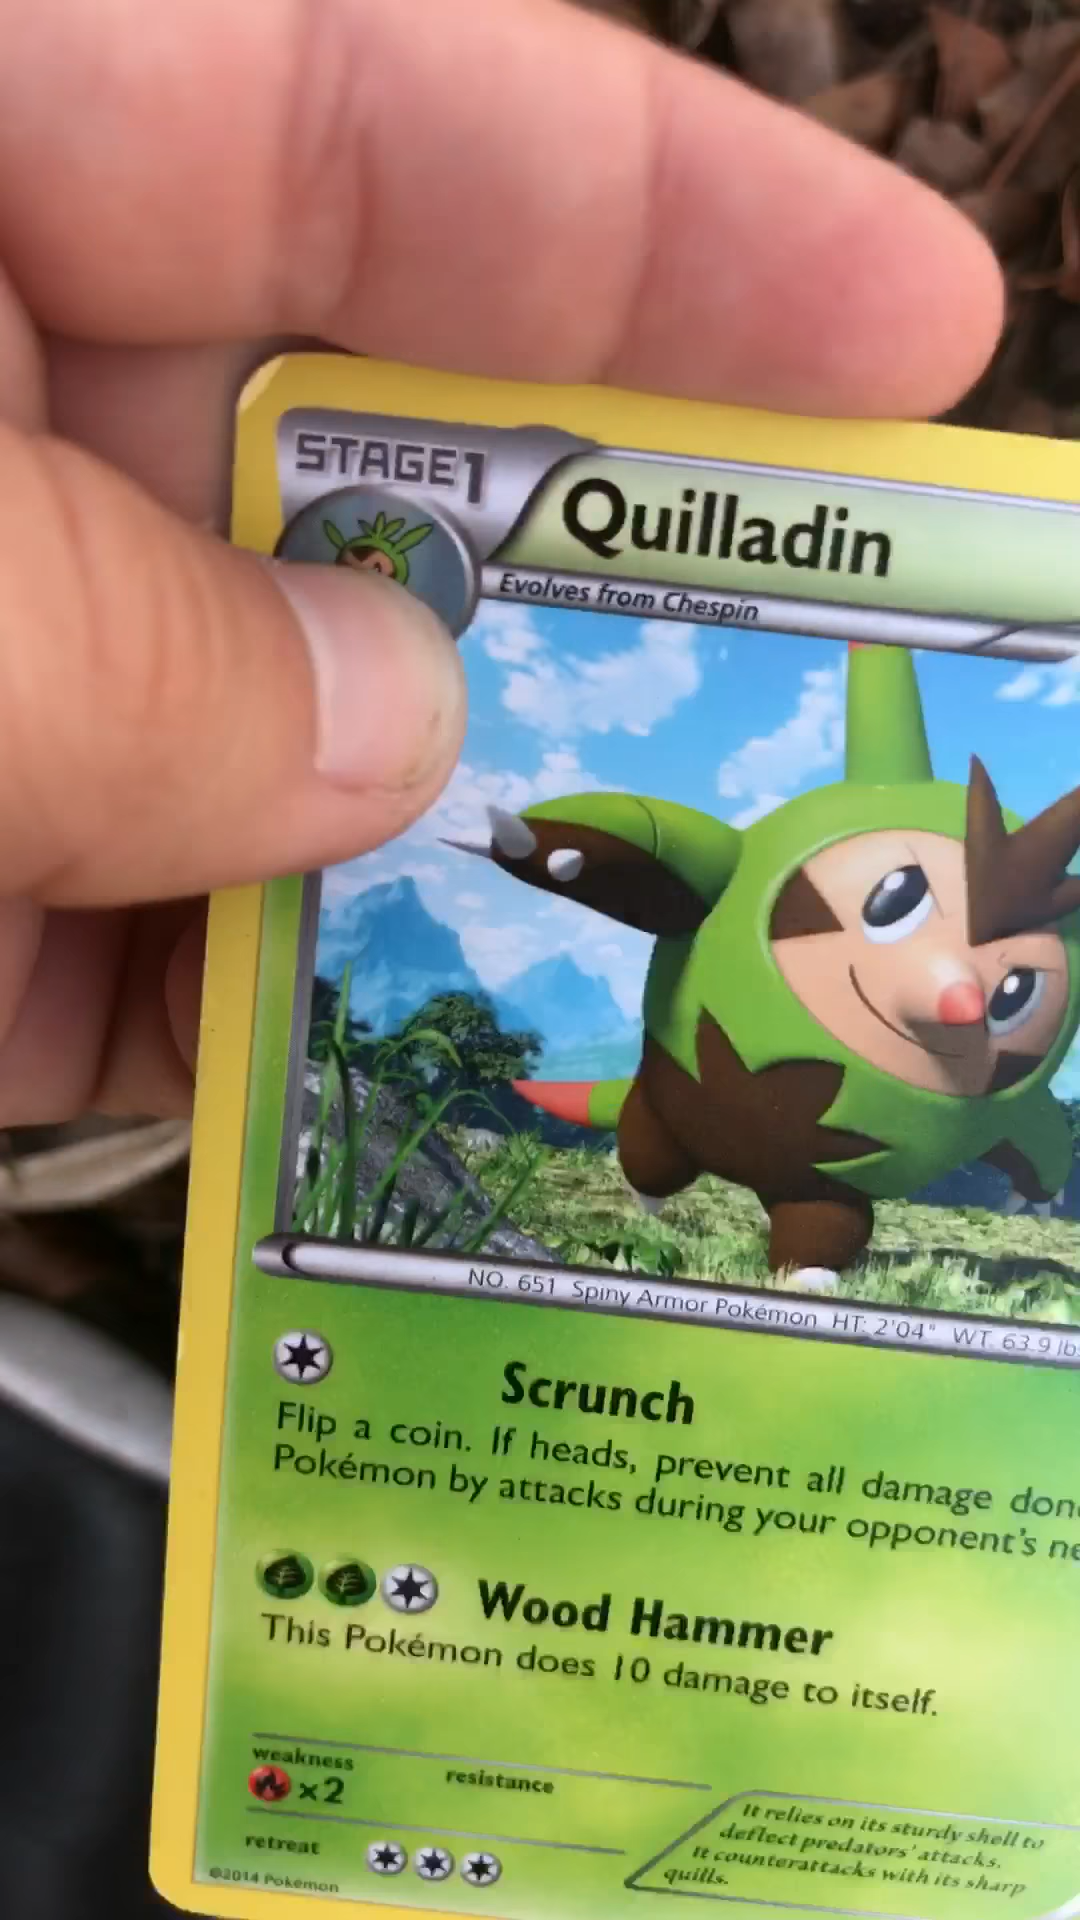 STAGE1
Quilladin
Evolves from Chespin
NO. 651 Spiny Armor Pokémon HT: 2'04" WT. 63.9 lb
Scrunch
Flip a coin. If heads, prevent all damage
Pokémon by attacks during your opponent's
Wood Hammer
This Pokémon does 10 damage to itself.
weakness
x2
resistance
retreat
It relies on its sturdy shell to
deflect predators' attacks.
It counterattacks with its sharp
quills.
©2014 Pokémon